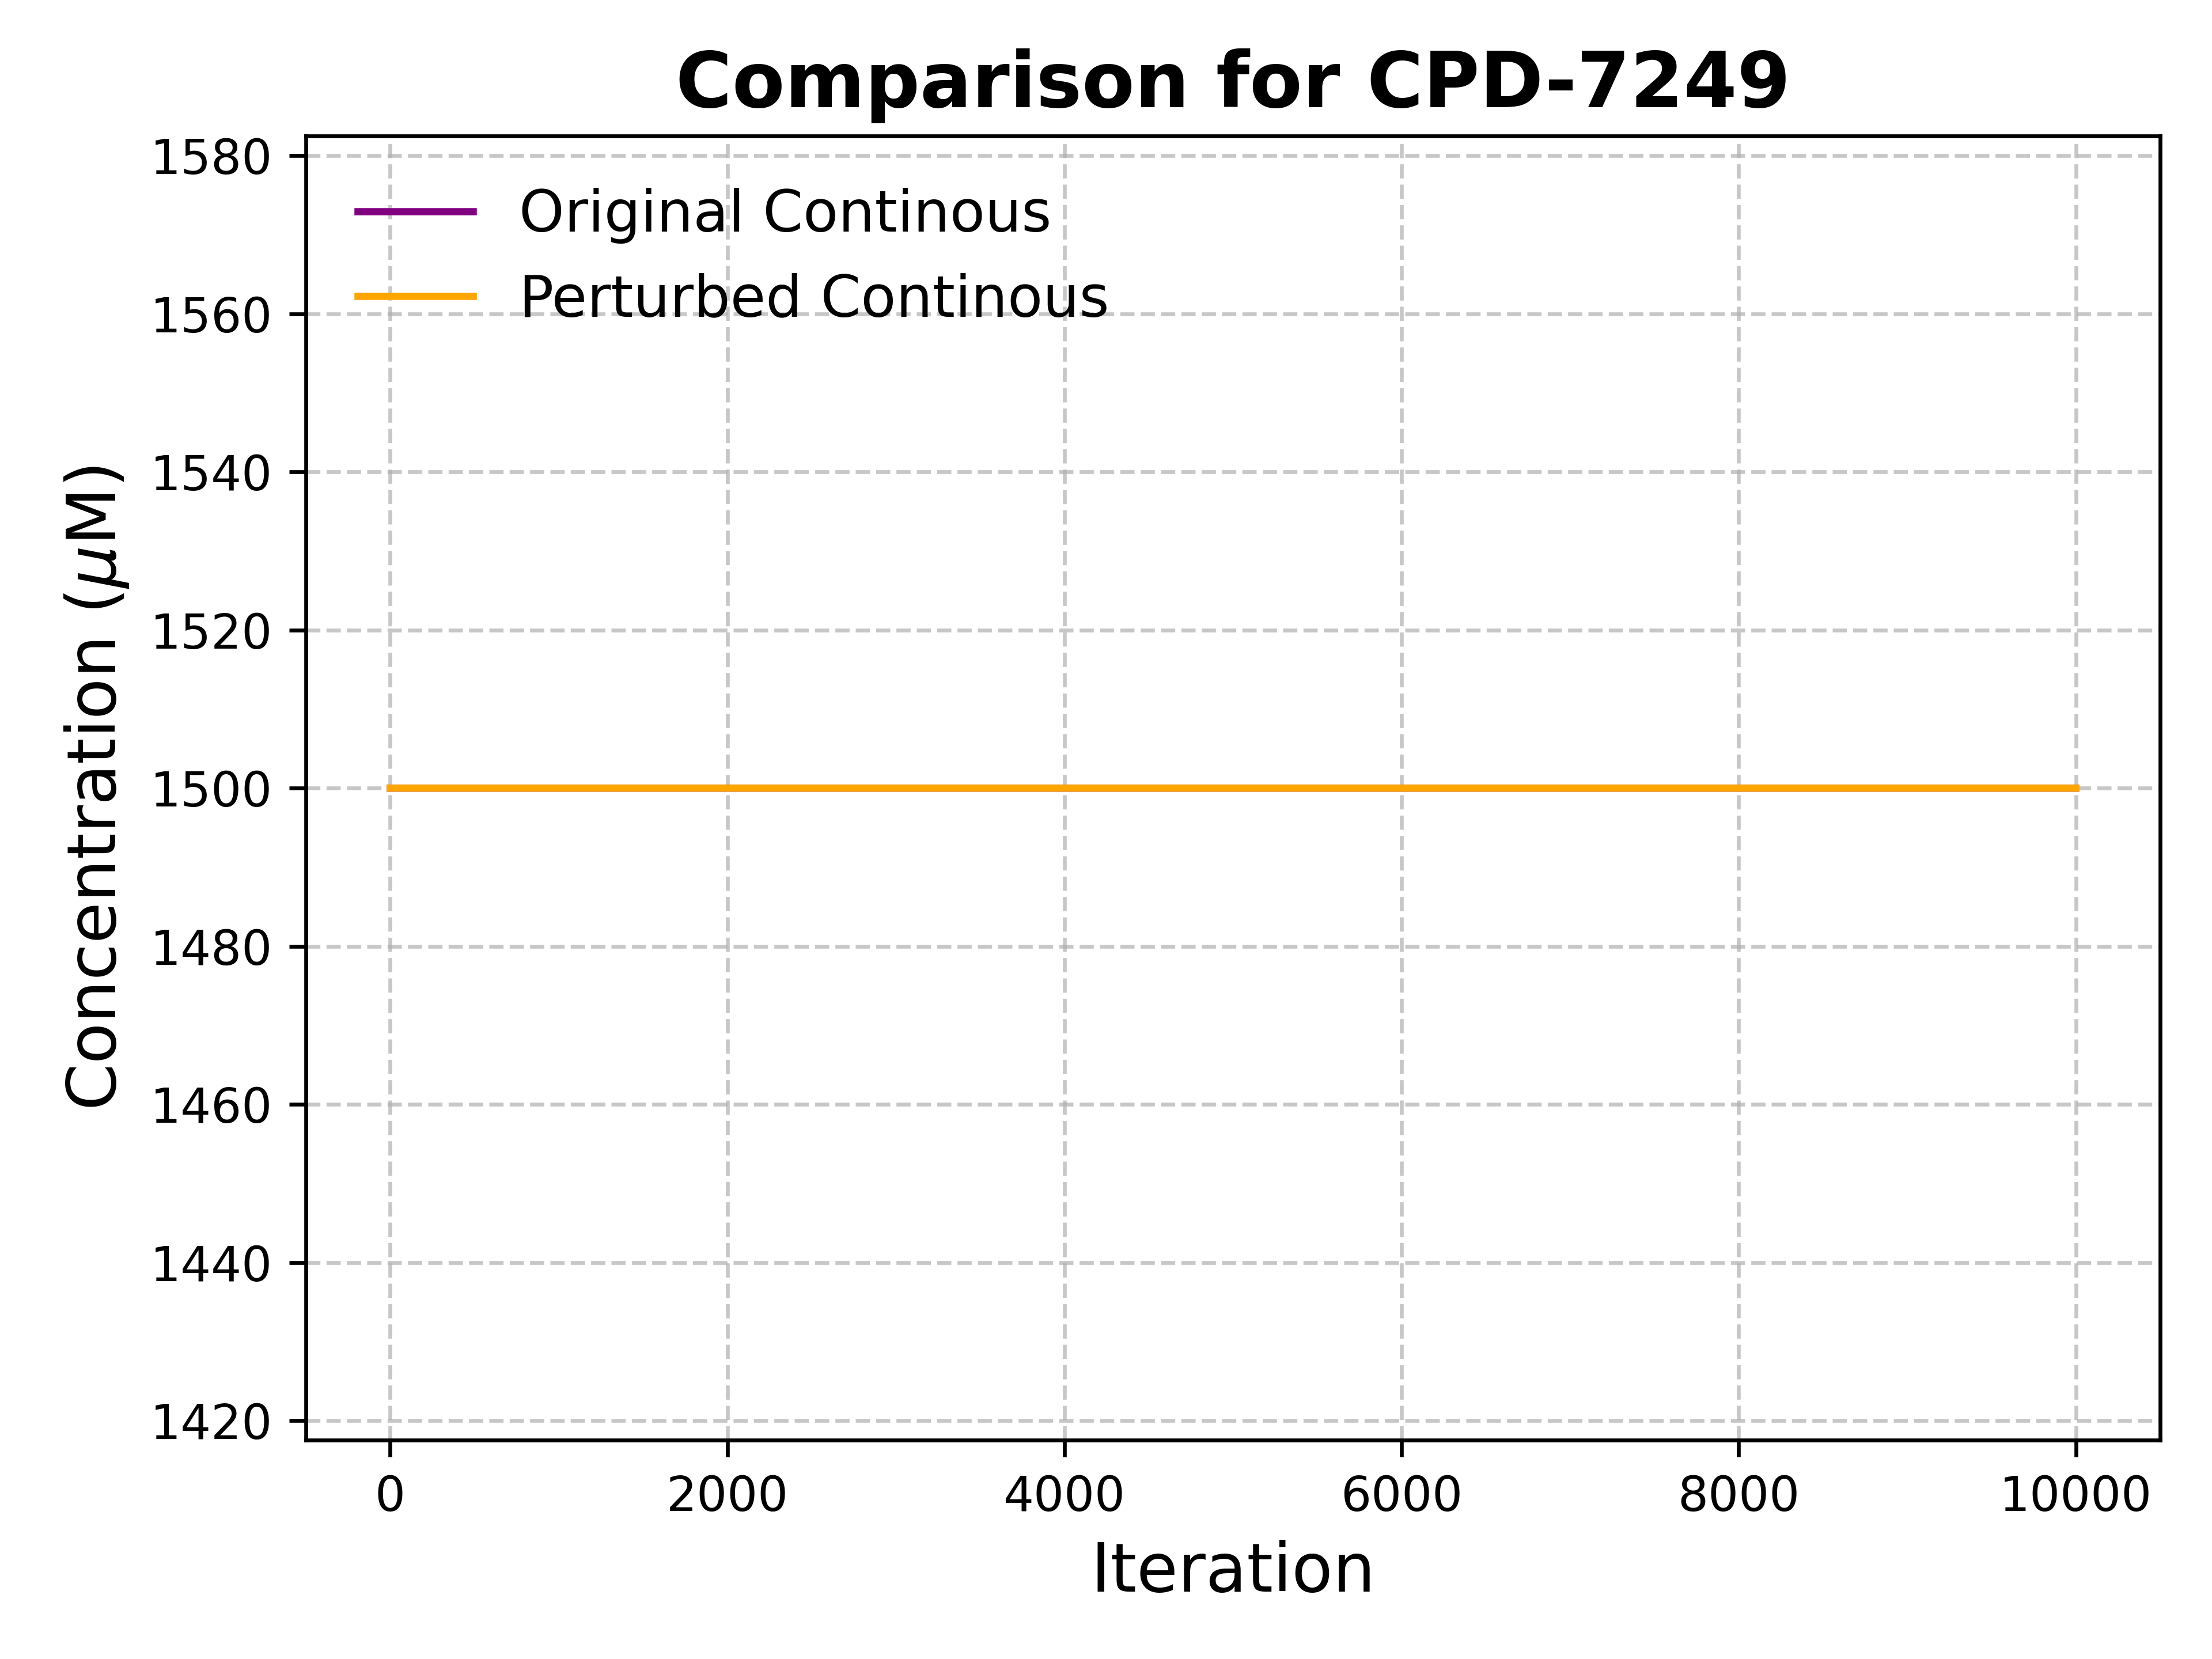 Comparison for CPD-7249
Original Continous
Perturbed Continous
Concentration (μM)
1580
1560
1540
1520
1500
1480
1460
1440
1420
0 2000 4000 6000 8000 10000
Iteration